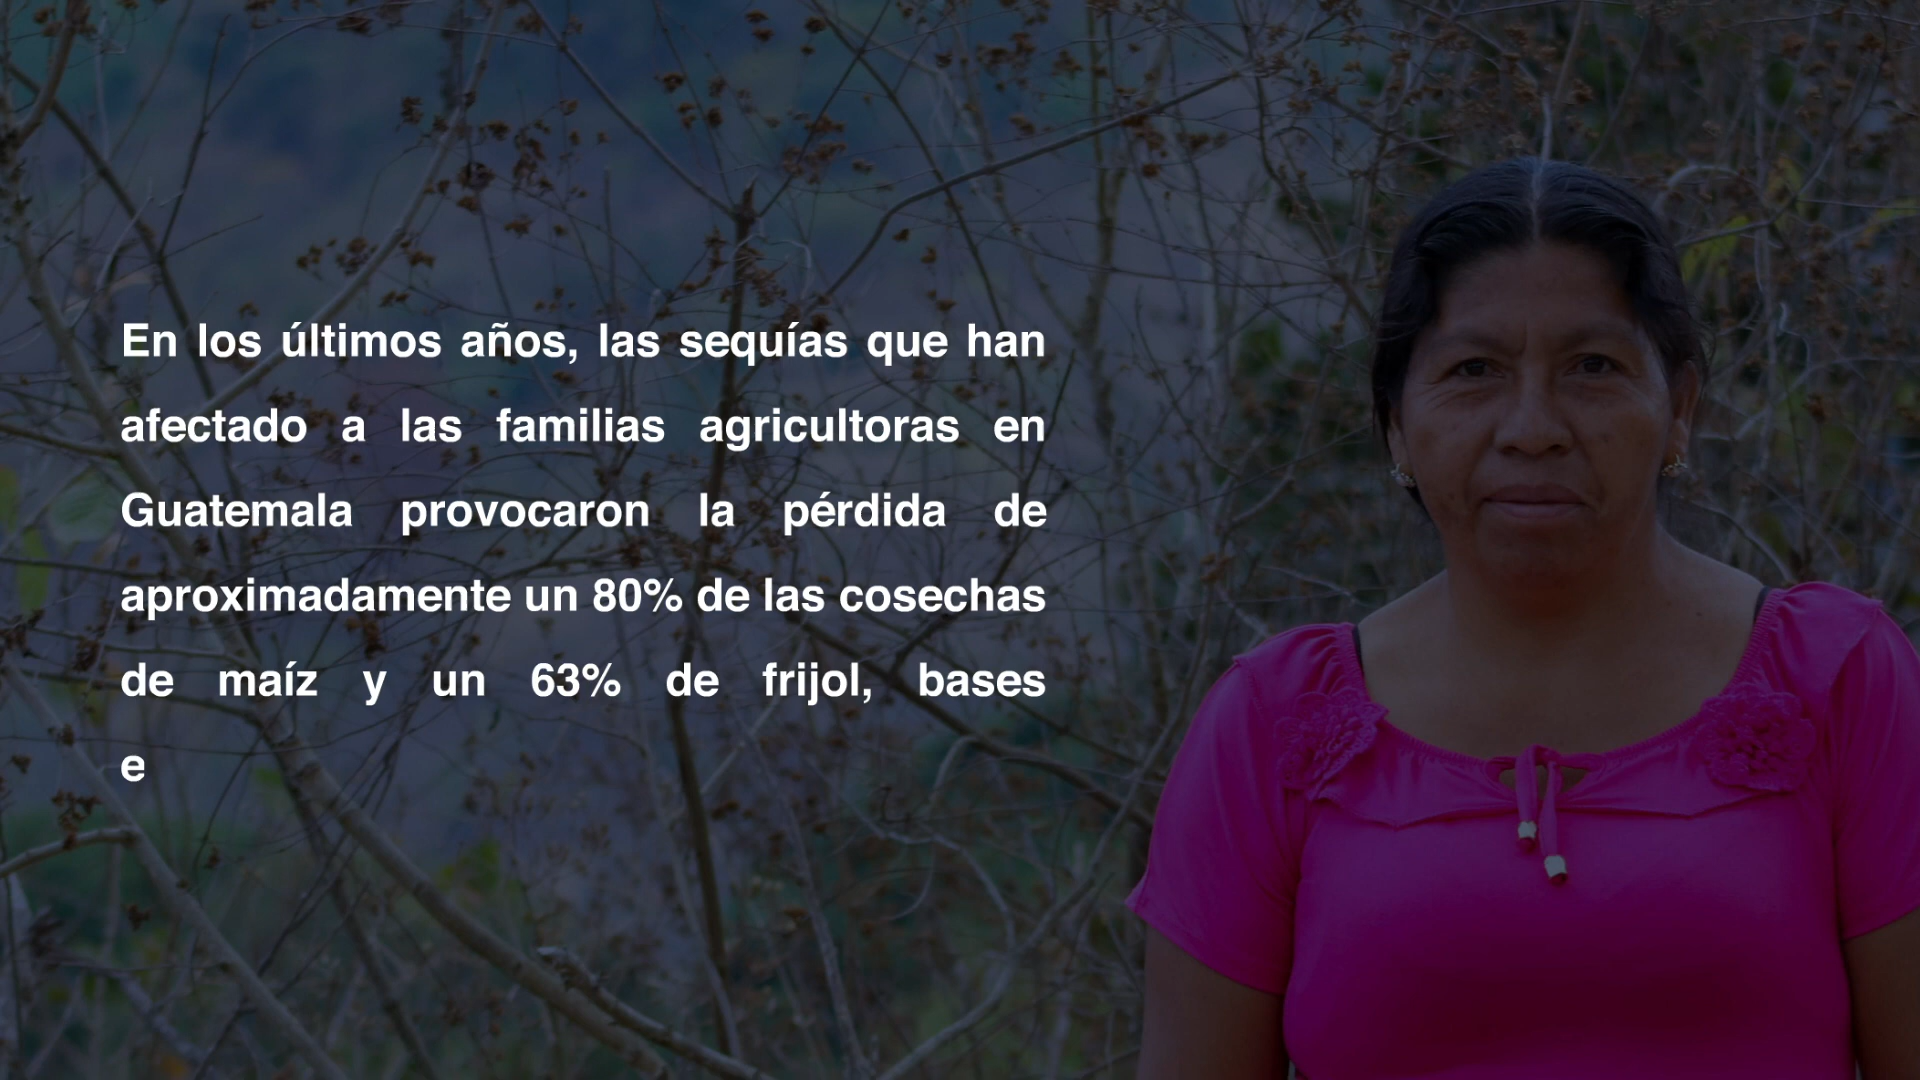 En los últimos años, las sequías que han
afectado a las familias agricultoras en
Guatemala provocaron la pérdida de
aproximadamente un 80% de las cosechas
de maíz y un 63% de frijol, bases
e